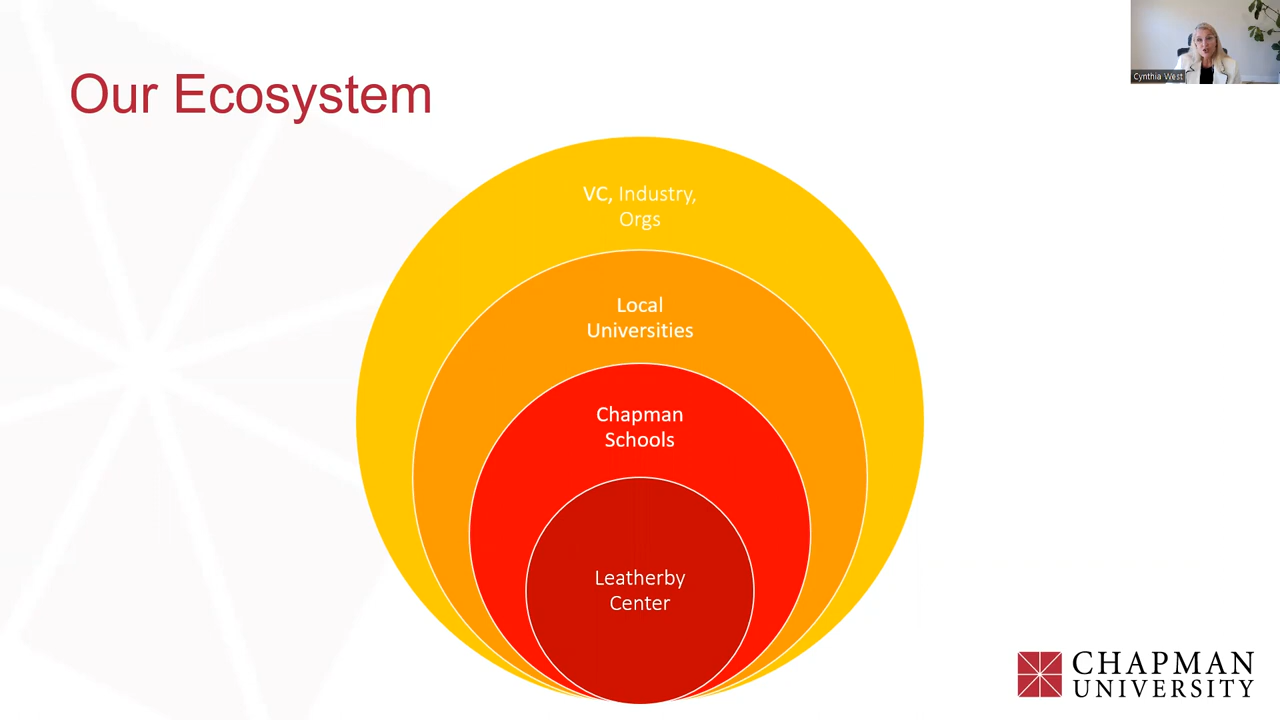 Cynthia West
Our Ecosystem
VC, Industry,
Orgs
Local
Universities
Chapman
Schools
Leatherby
Center
CHAPMAN
UNIVERSITY